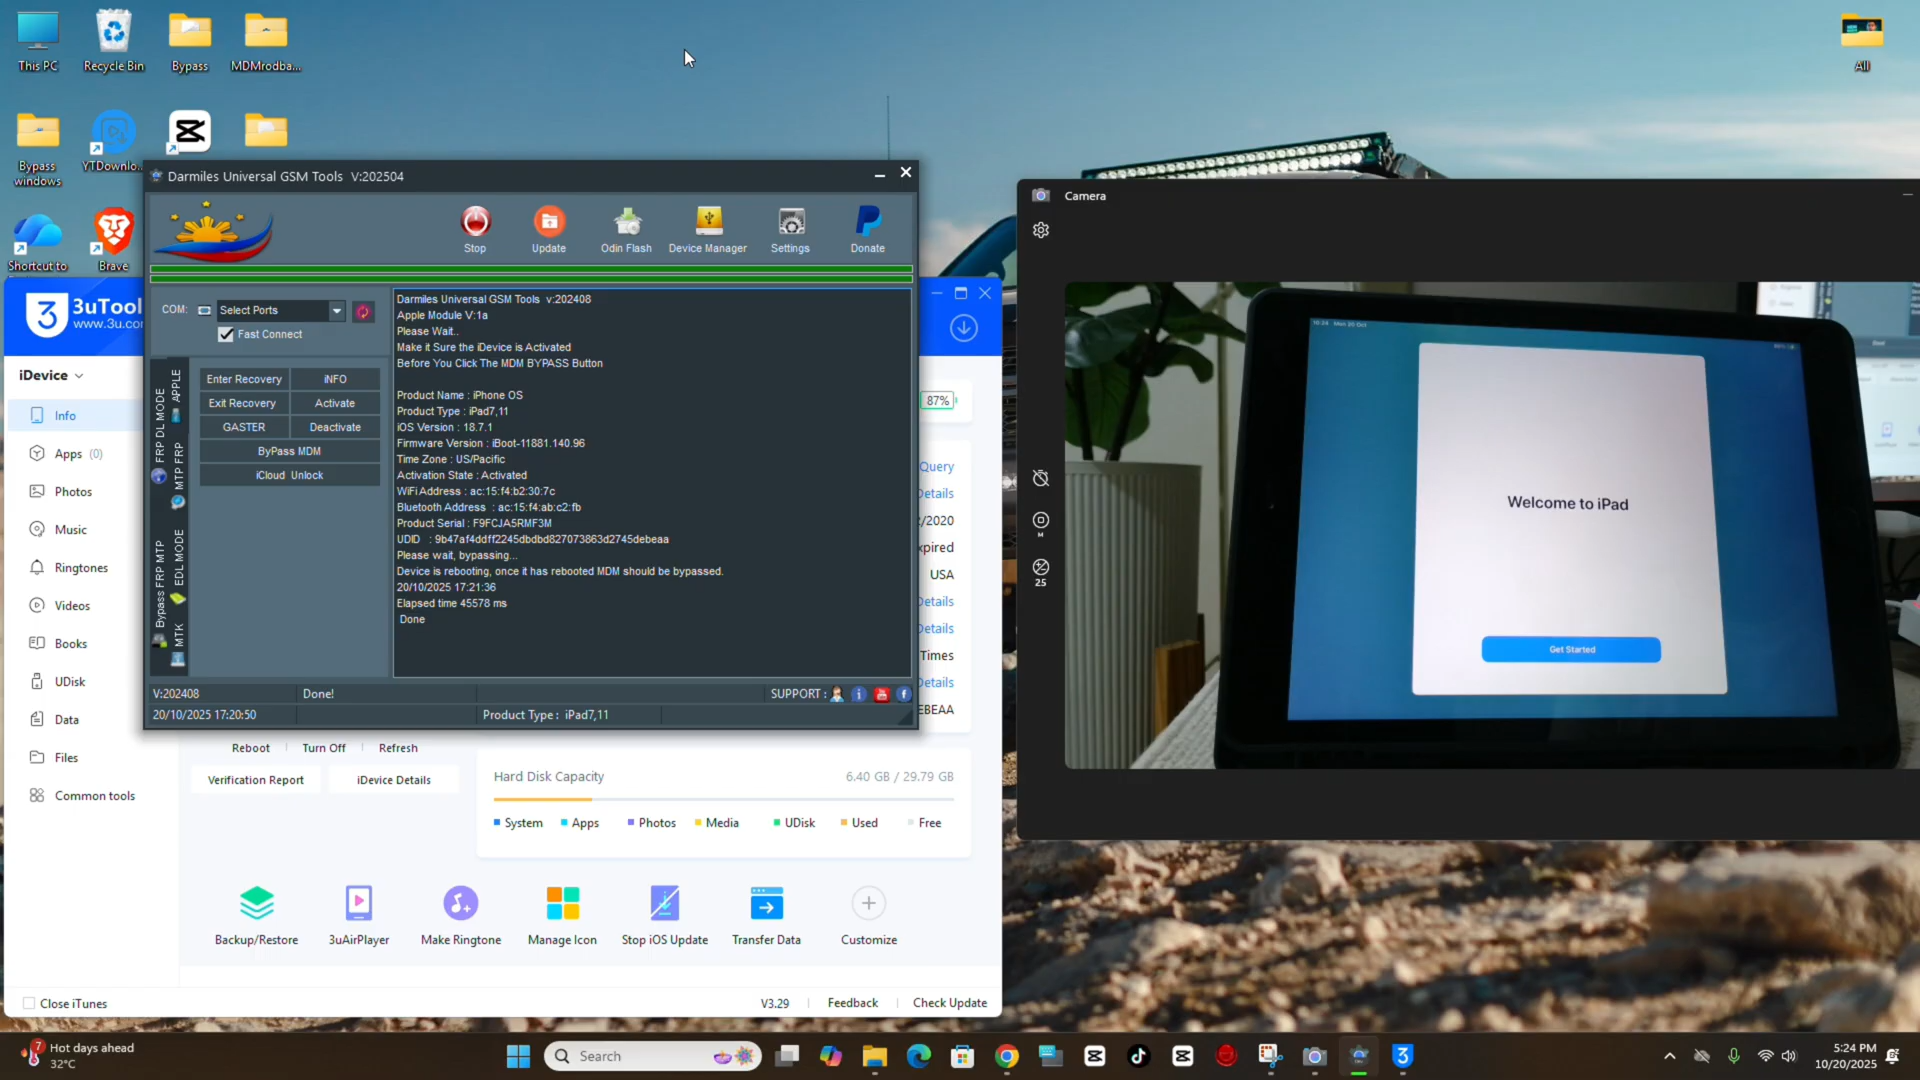 This PC
Recycle Bin
Bypass
MDMrodba...
All
Bypass windows
YTDownlo...
Shortcut to
Brave
Darmiles Universal GSM Tools V:202504
Stop
Update
Odin Flash
Device Manager
Settings
Donate
COM:
Select Ports
Fast Connect
FRP DL MODE
APPLE
MTP FRP
Bypass FRP MTP
EDL MODE
MTK
Enter Recovery
iNFO
Exit Recovery
Activate
GASTER
Deactivate
ByPass MDM
iCloud Unlock
Darmiles Universal GSM Tools v:202408
Apple Module V:1a
Please Wait..
Make it Sure the iDevice is Activated
Before You Click The MDM BYPASS Button
Product Name : iPhone OS
Product Type : iPad7,11
iOS Version : 18.7.1
Firmware Version : iBoot-11881.140.96
Time Zone : US/Pacific
Activation State : Activated
WiFi Address : ac:15:f4:b2:30:7c
Bluetooth Address : ac:15:f4:ab:c2:fb
Product Serial : F9FCJA5RMF3M
UDID : 9b47af4ddff2245dbdbd827073863d2745debeaa
Please wait, bypassing...
Device is rebooting, once it has rebooted MDM should be bypassed.
20/10/2025 17:21:36
Elapsed time 45578 ms
Done
V:202408
Done!
SUPPORT :
20/10/2025 17:20:50
Product Type : iPad7,11
3
3uTool
www.3u.com
iDevice
Info
Apps (0)
Photos
Music
Ringtones
Videos
Books
UDisk
Data
Files
Common tools
87%
Query
Details
/2020
xpired
USA
Details
Details
Times
Details
EBEAA
Reboot
Turn Off
Refresh
Verification Report
iDevice Details
Hard Disk Capacity
6.40 GB / 29.79 GB
System
Apps
Photos
Media
UDisk
Used
Free
Backup/Restore
3uAirPlayer
Make Ringtone
Manage Icon
Stop iOS Update
Transfer Data
Customize
Close iTunes
V3.29
Feedback
Check Update
Camera
M
25
10:24 Mon 20 Oct
Welcome to iPad
Get Started
7
Hot days ahead
32°C
Search
3
5:24 PM
10/20/2025